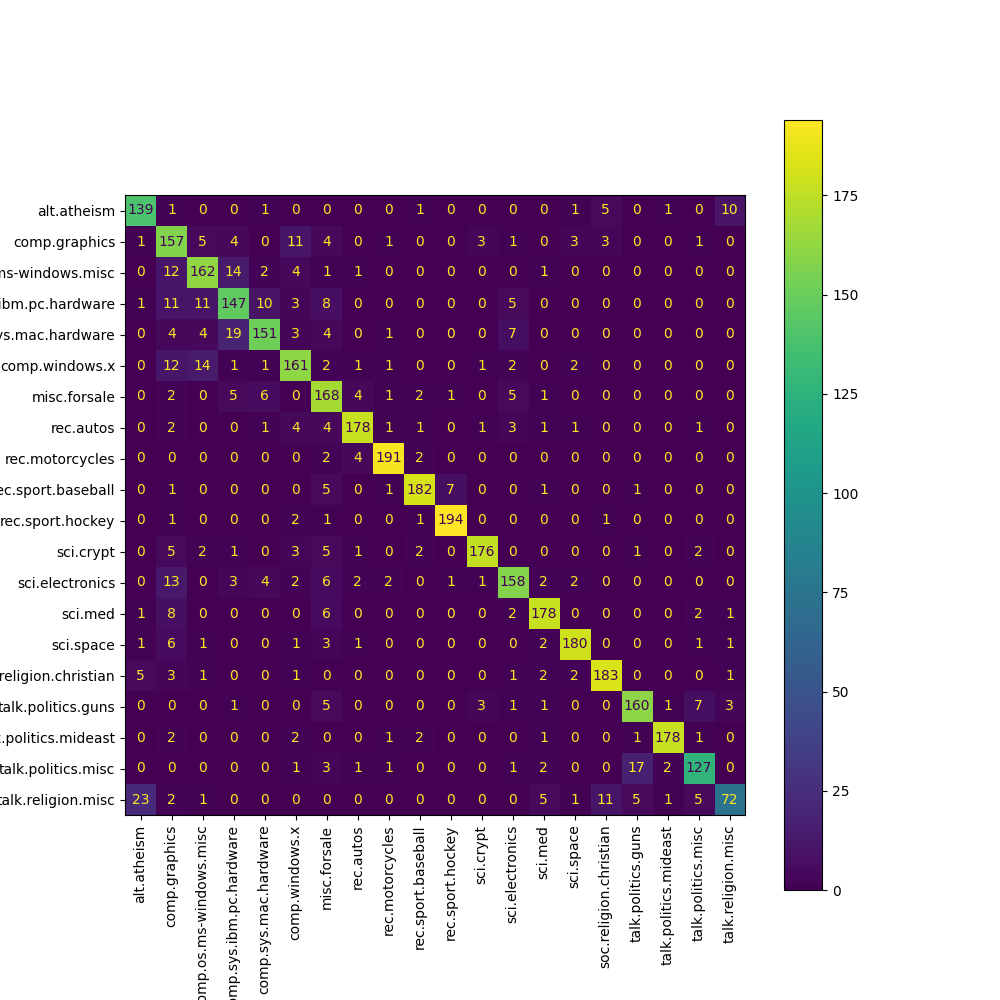 alt.atheism 139 1 0 0 1 0 0 0 0 1 0 0 0 0 1 5 0 1 0 10
comp.graphics 1 157 5 4 0 11 4 0 1 0 0 3 1 0 3 3 0 0 1 0
ms-windows.misc 0 12 162 14 2 4 1 1 0 0 0 0 0 1 0 0 0 0 0 0
ibm.pc.hardware 1 11 11 147 10 3 8 0 0 0 0 0 5 0 0 0 0 0 0 0
ys.mac.hardware 0 4 4 19 151 3 4 0 1 0 0 0 7 0 0 0 0 0 0 0
comp.windows.x 0 12 14 1 1 161 2 1 1 0 0 1 2 0 2 0 0 0 0 0
misc.forsale 0 2 0 5 6 0 168 4 1 2 1 0 5 1 0 0 0 0 0 0
rec.autos 0 2 0 0 1 4 4 178 1 1 0 1 3 1 1 0 0 0 1 0
rec.motorcycles 0 0 0 0 0 0 2 4 191 2 0 0 0 0 0 0 0 0 0 0
ec.sport.baseball 0 1 0 0 0 0 5 0 1 182 7 0 0 1 0 0 1 0 0 0
rec.sport.hockey 0 1 0 0 0 2 1 0 0 1 194 0 0 0 0 1 0 0 0 0
sci.crypt 0 5 2 1 0 3 5 1 0 2 0 176 0 0 0 0 1 0 2 0
sci.electronics 0 13 0 3 4 2 6 2 2 0 1 1 158 2 2 0 0 0 0 0
sci.med 1 8 0 0 0 0 6 0 0 0 0 0 2 178 0 0 0 0 2 1
sci.space 1 6 1 0 0 1 3 1 0 0 0 0 0 2 180 0 0 0 1 1
religion.christian 5 3 1 0 0 1 0 0 0 0 0 0 1 2 2 183 0 0 0 1
talk.politics.guns 0 0 0 1 0 0 5 0 0 0 0 3 1 1 0 0 160 1 7 3
.politics.mideast 0 2 0 0 0 2 0 0 1 2 0 0 0 1 0 0 1 178 1 0
talk.politics.misc 0 0 0 0 0 1 3 1 1 0 0 0 1 2 0 0 17 2 127 0
talk.religion.misc 23 2 1 0 0 0 0 0 0 0 0 0 0 5 1 11 5 1 5 72
alt.atheism
comp.graphics
omp.os.ms-windows.misc
omp.sys.ibm.pc.hardware
comp.sys.mac.hardware
comp.windows.x
misc.forsale
rec.autos
rec.motorcycles
rec.sport.baseball
rec.sport.hockey
sci.crypt
sci.electronics
sci.med
sci.space
soc.religion.christian
talk.politics.guns
talk.politics.mideast
talk.politics.misc
talk.religion.misc
175
150
125
100
75
50
25
0